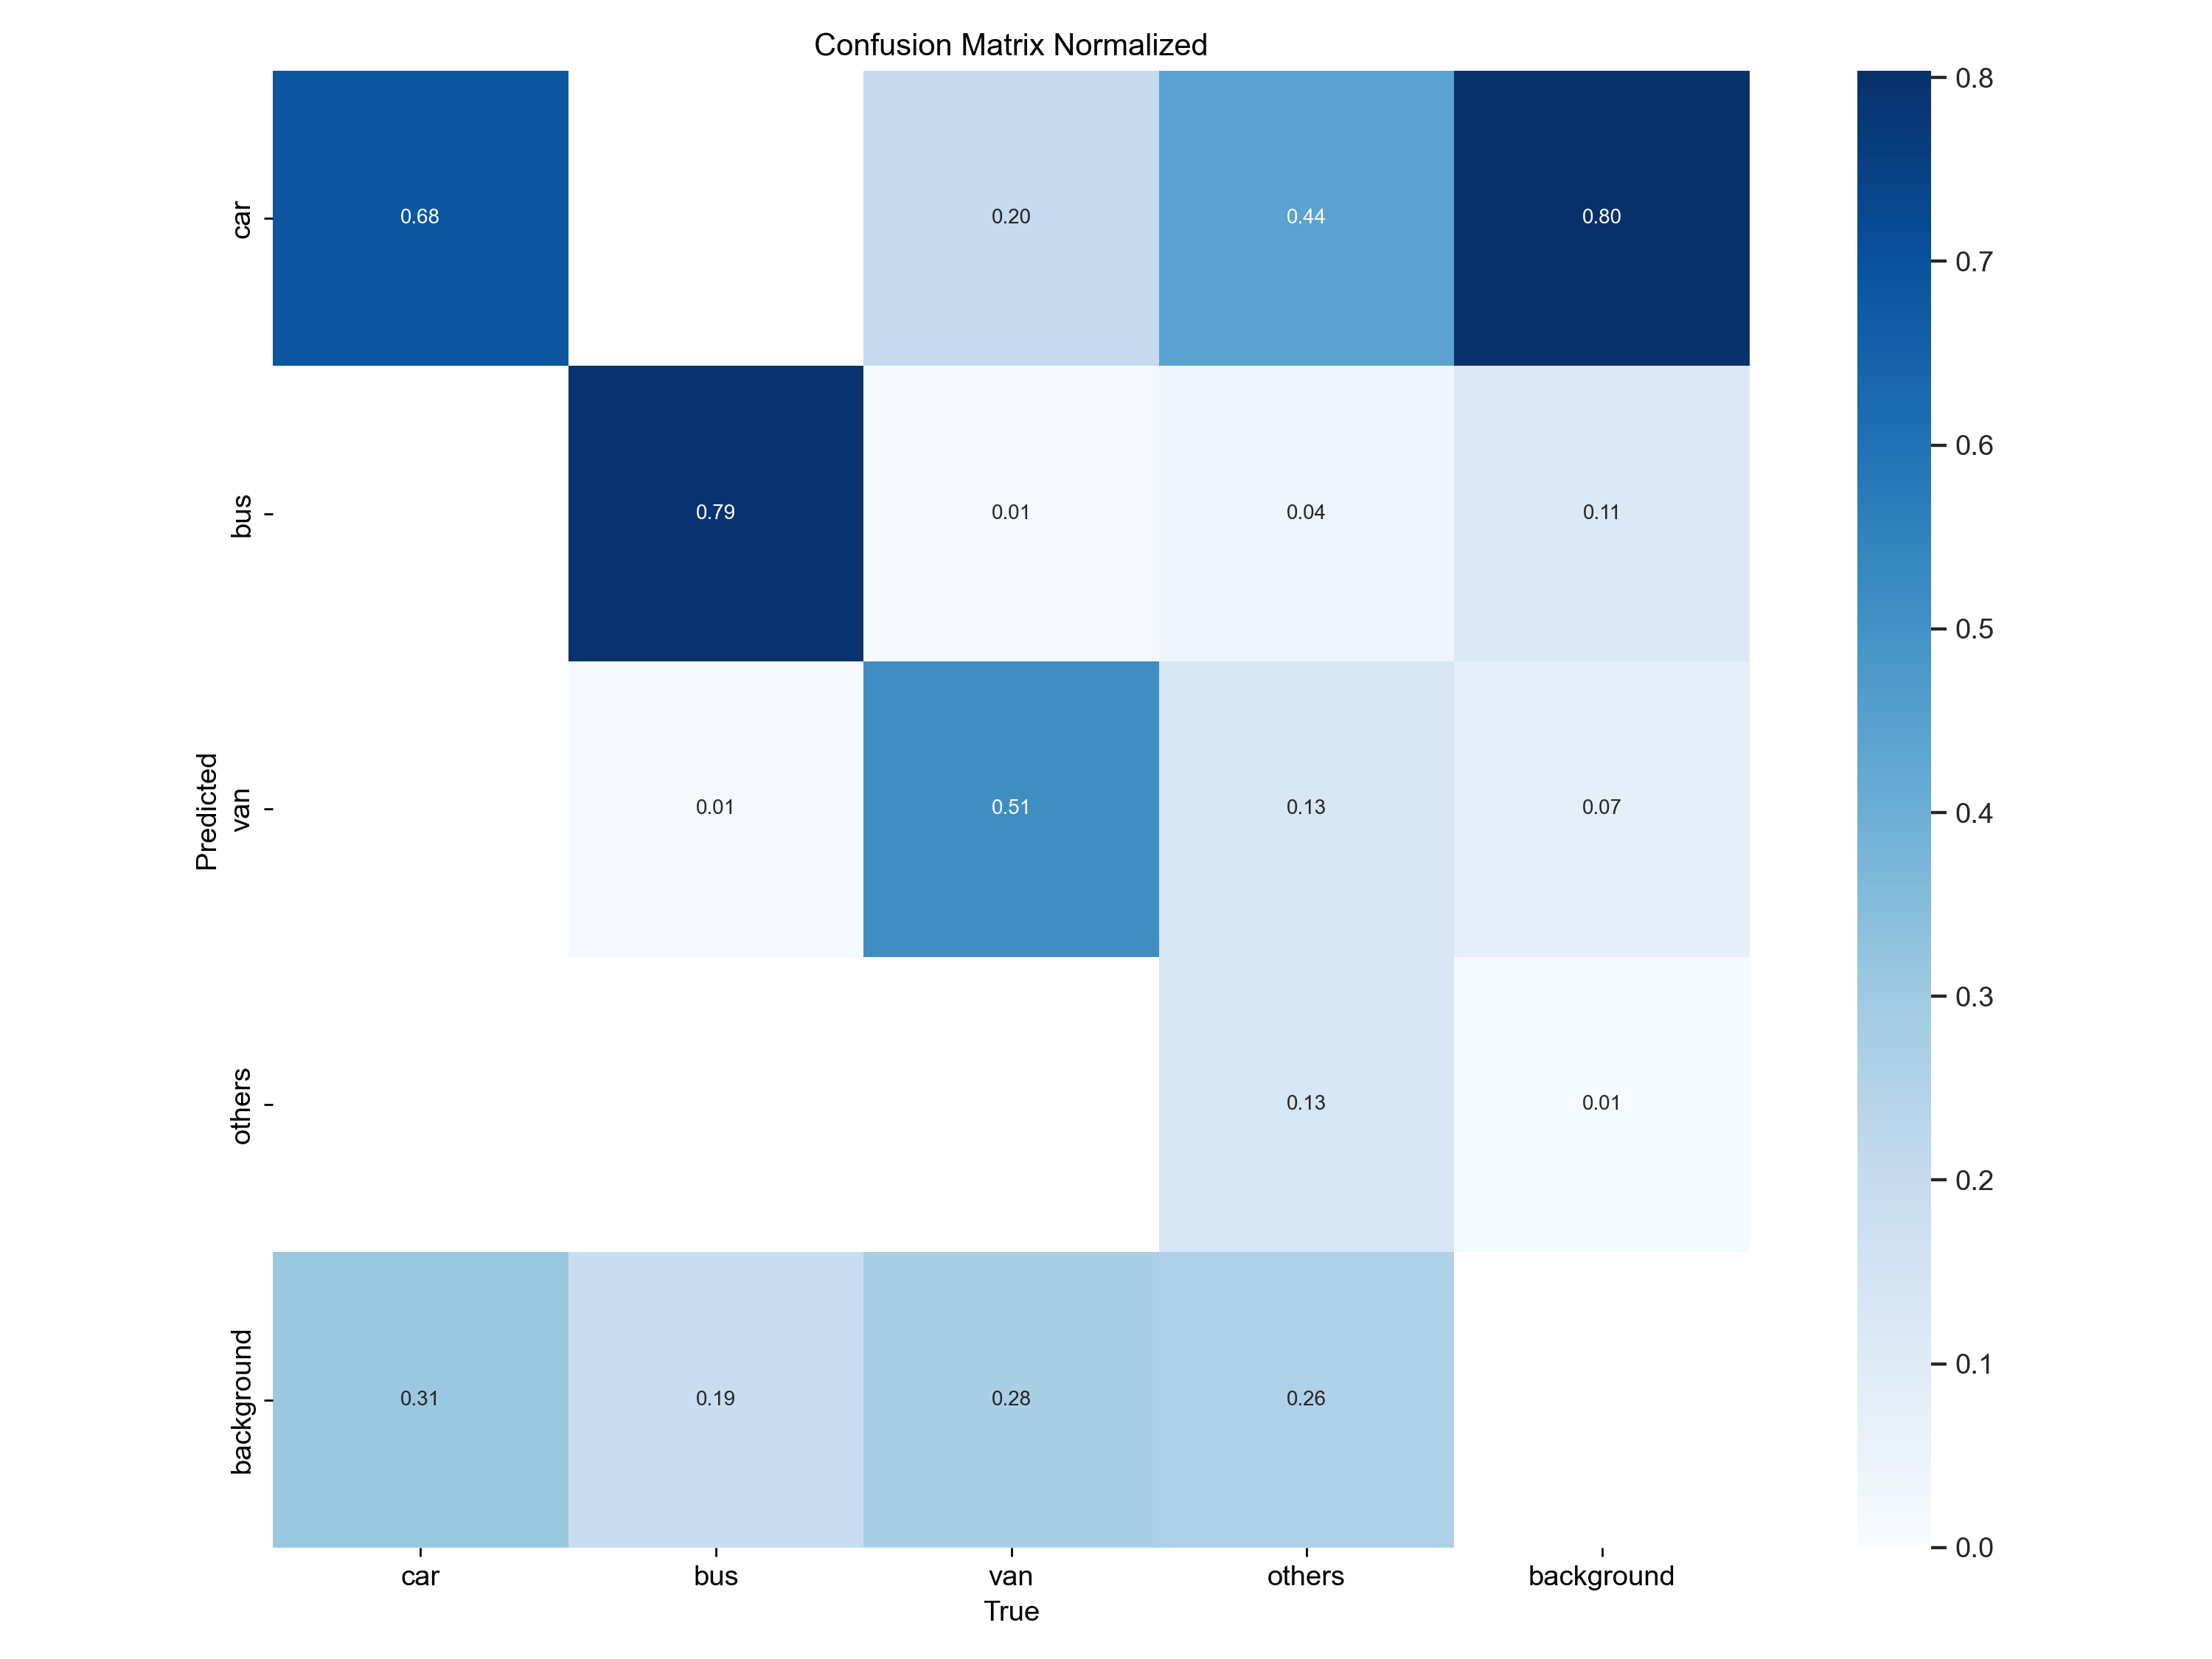 Confusion Matrix Normalized
car
0.68
0.20
0.44
0.80
bus
0.79
0.01
0.04
0.11
Predicted
van
0.01
0.51
0.13
0.07
others
0.13
0.01
background
0.31
0.19
0.28
0.26
car
bus
van
others
background
True
0.8
0.7
0.6
0.5
0.4
0.3
0.2
0.1
0.0